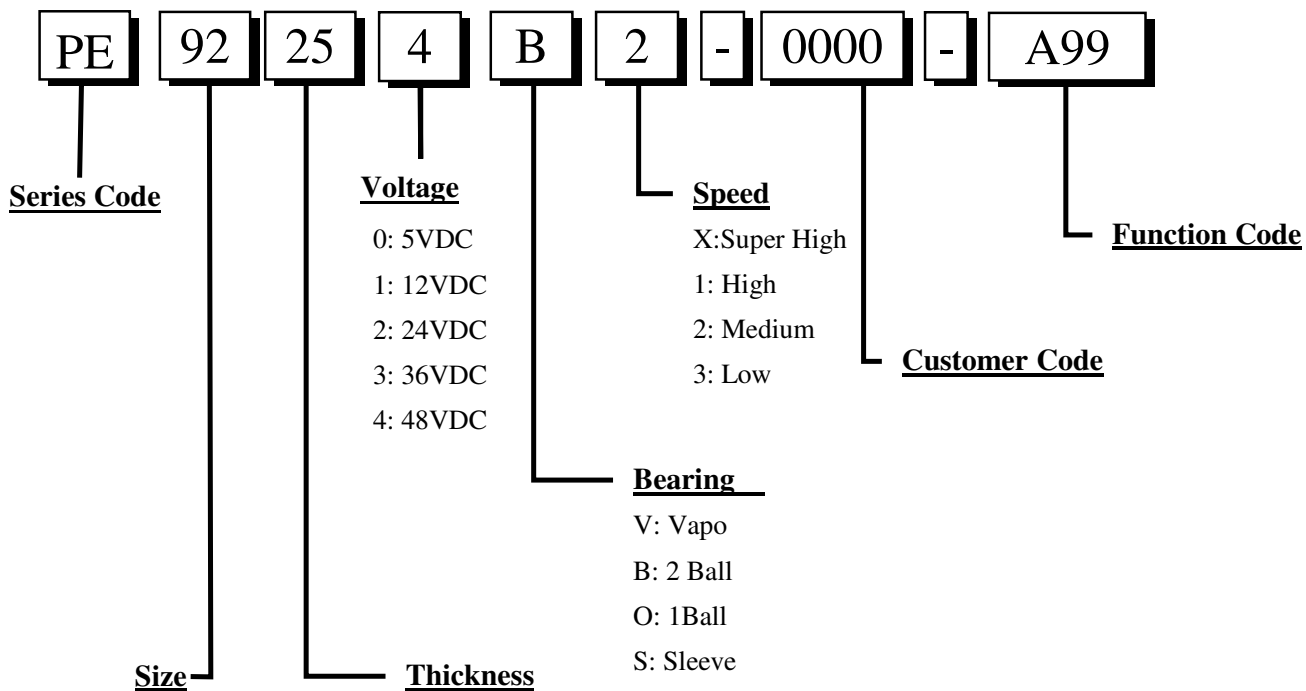 PE 92 25 4 B 2 - 0000 - A99
Series Code
Voltage
0: 5VDC
1: 12VDC
2: 24VDC
3: 36VDC
4: 48VDC
Speed
X:Super High
1: High
2: Medium
3: Low
Function Code
Customer Code
Bearing
V: Vapo
B: 2 Ball
O: 1Ball
S: Sleeve
Size
Thickness